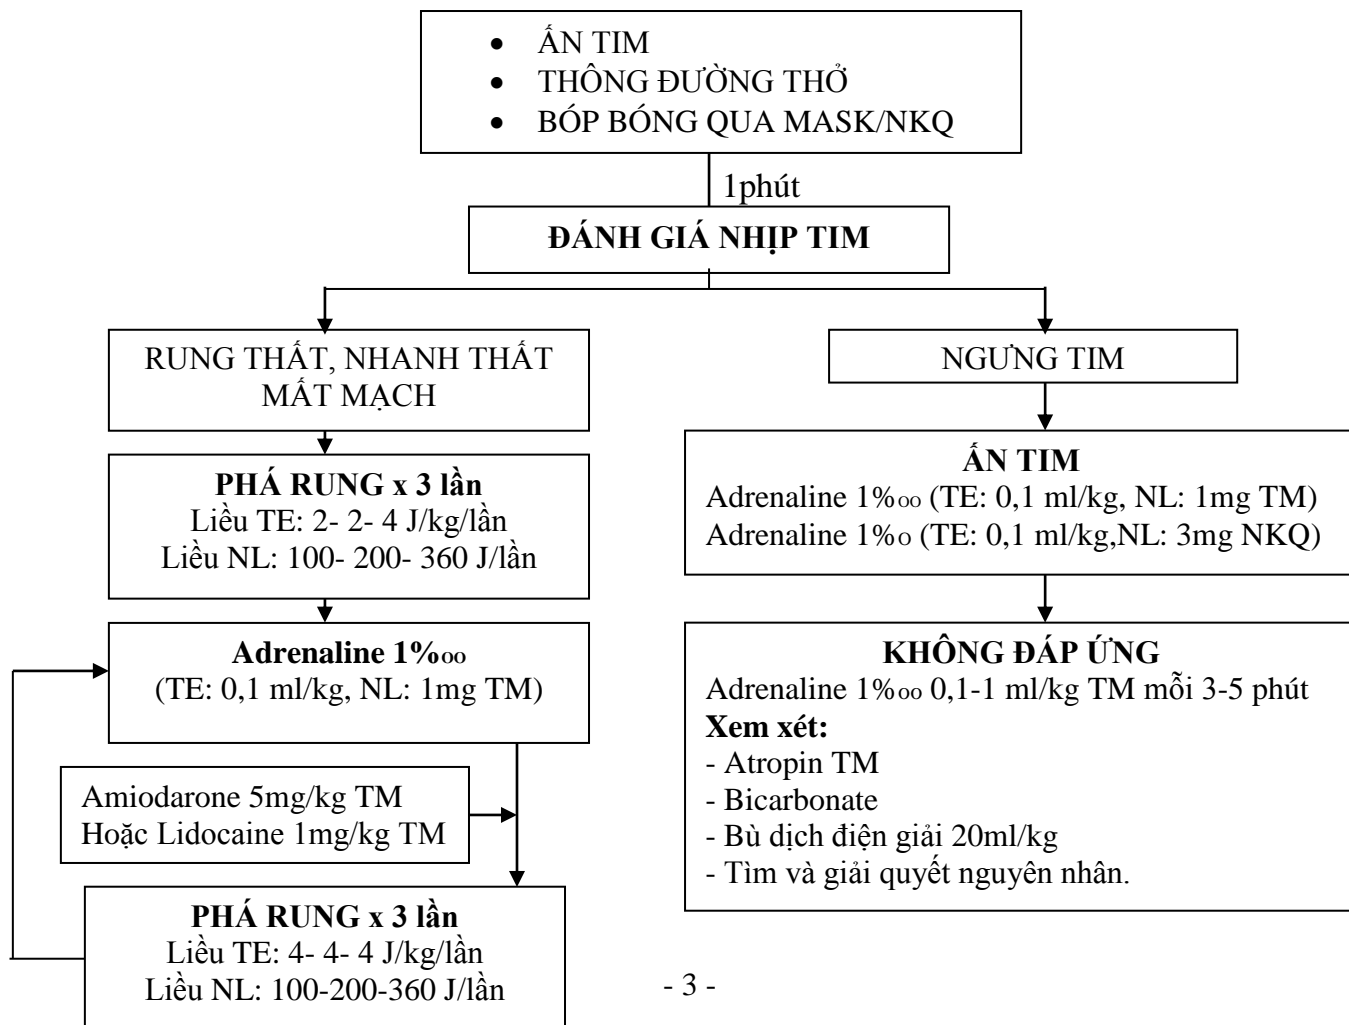 • ẤN TIM
• THÔNG ĐƯỜNG THỞ
• BÓP BÓNG QUA MASK/NKQ
1phút
ĐÁNH GIÁ NHỊP TIM
RUNG THẤT, NHANH THẤT
MẤT MẠCH
PHÁ RUNG x 3 lần
Liều TE: 2- 2- 4 J/kg/lần
Liều NL: 100- 200- 360 J/lần
Adrenaline 1%oo
(TE: 0,1 ml/kg, NL: 1mg TM)
Amiodarone 5mg/kg TM
Hoặc Lidocaine 1mg/kg TM
PHÁ RUNG x 3 lần
Liều TE: 4- 4- 4 J/kg/lần
Liều NL: 100-200-360 J/lần
NGƯNG TIM
ẤN TIM
Adrenaline 1%oo (TE: 0,1 ml/kg, NL: 1mg TM)
Adrenaline 1%o (TE: 0,1 ml/kg,NL: 3mg NKQ)
KHÔNG ĐÁP ỨNG
Adrenaline 1%oo 0,1-1 ml/kg TM mỗi 3-5 phút
Xem xét:
- Atropin TM
- Bicarbonate
- Bù dịch điện giải 20ml/kg
- Tìm và giải quyết nguyên nhân.
- 3 -